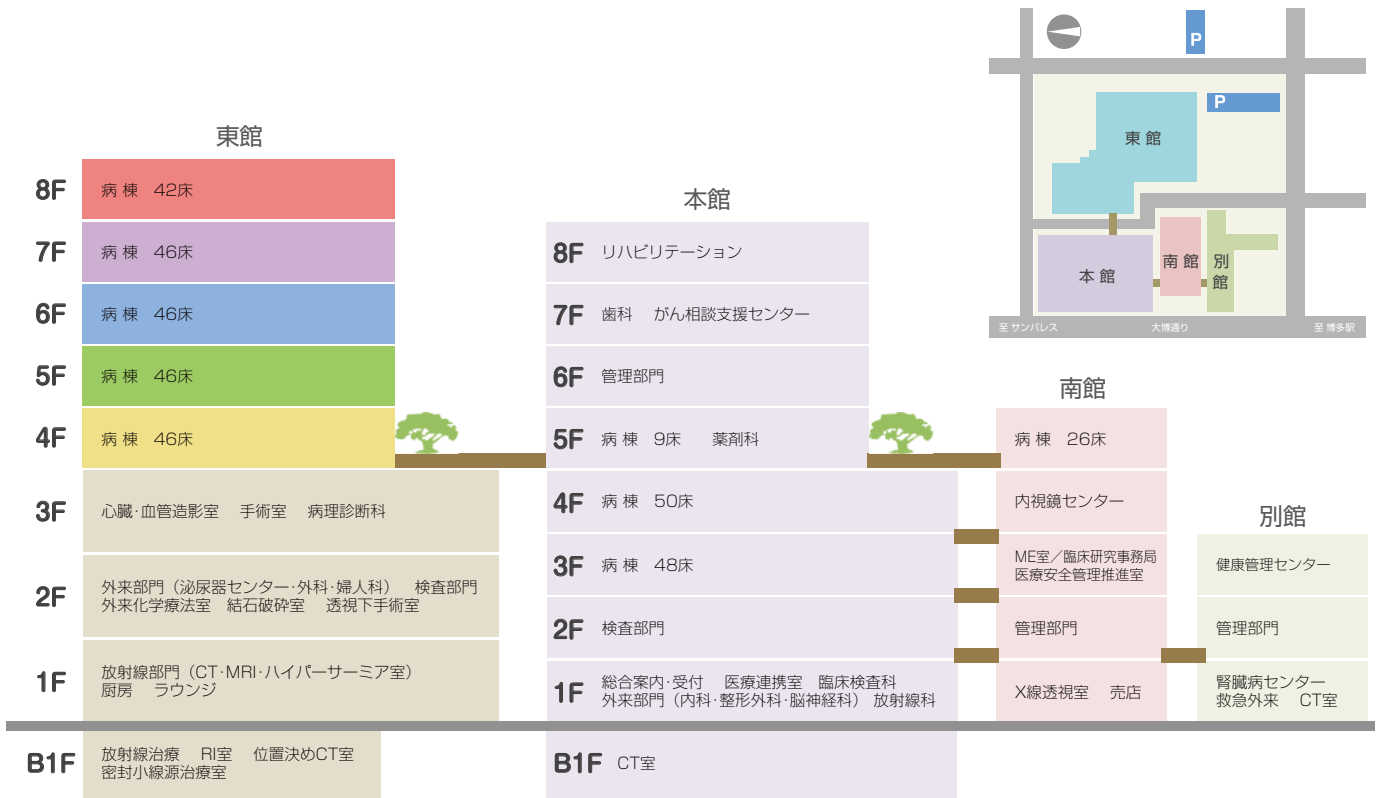 P
P
東 館
本 館
南 館
別
館
至 サンパレス
大博通り
至 博多駅
東館
8F
病 棟　42床
7F
病 棟　46床
6F
病 棟　46床
5F
病 棟　46床
4F
病 棟　46床
3F
心臓･血管造影室　手術室　病理診断科
2F
外来部門（泌尿器センター･外科･婦人科）　検査部門
外来化学療法室　結石破砕室　透視下手術室
1F
放射線部門（CT･MRI･ハイパーサーミア室）
厨房　ラウンジ
B1F
放射線治療　RI室　位置決めCT室
密封小線源治療室
本館
8F
リハビリテーション
7F
歯科　がん相談支援センター
6F
管理部門
5F
病 棟　9床　薬剤科
4F
病 棟　50床
3F
病 棟　48床
2F
検査部門
1F
総合案内･受付　医療連携室　臨床検査科
外来部門（内科･整形外科･脳神経科）　放射線科
B1F
CT室
南館
病 棟　26床
内視鏡センター
ME室／臨床研究事務局
医療安全管理推進室
管理部門
X線透視室　売店
別館
健康管理センター
管理部門
腎臓病センター
救急外来　CT室